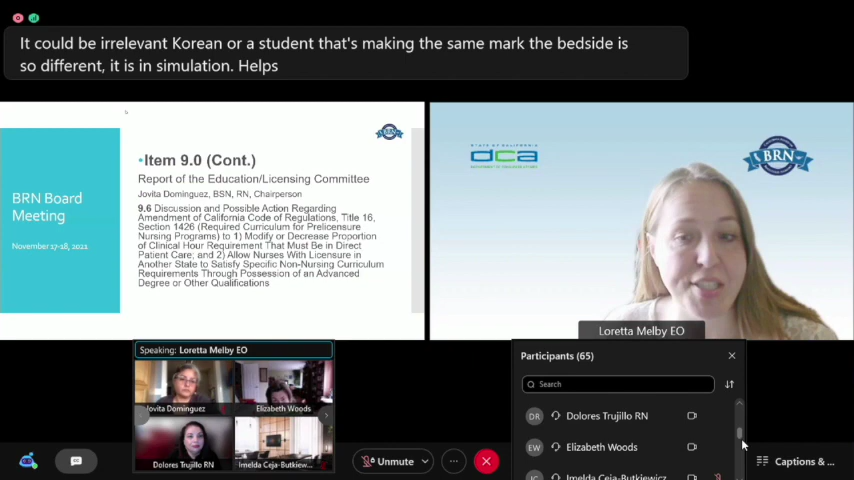 It could be irrelevant Korean or a student that's making the same mark the bedside is
so different, it is in simulation. Helps
BRN Board
Meeting
November 17-18, 2021
BRN
•Item 9.0 (Cont.)
Report of the Education/Licensing Committee
Jovita Dominguez, BSN, RN, Chairperson
9.6 Discussion and Possible Action Regarding
Amendment of California Code of Regulations, Title 16,
Section 1426 (Required Curriculum for Prelicensure
Nursing Programs) to 1) Modify or Decrease Proportion
of Clinical Hour Requirement That Must Be in Direct
Patient Care; and 2) Allow Nurses With Licensure in
Another State to Satisfy Specific Non-Nursing Curriculum
Requirements Through Possession of an Advanced
Degree or Other Qualifications
STATE OF CALIFORNIA
dca
DEPARTMENT OF CONSUMER AFFAIRS
BRN
Loretta Melby EO
Speaking: Loretta Melby EO
Jovita Dominguez
Elizabeth Woods
Dolores Trujillo RN
Imelda Ceja-Butkiew...
Unmute
Participants (65)
Search
DR
Dolores Trujillo RN
EW
Elizabeth Woods
IC
Imelda Ceja-Butkiewicz
Captions & ...